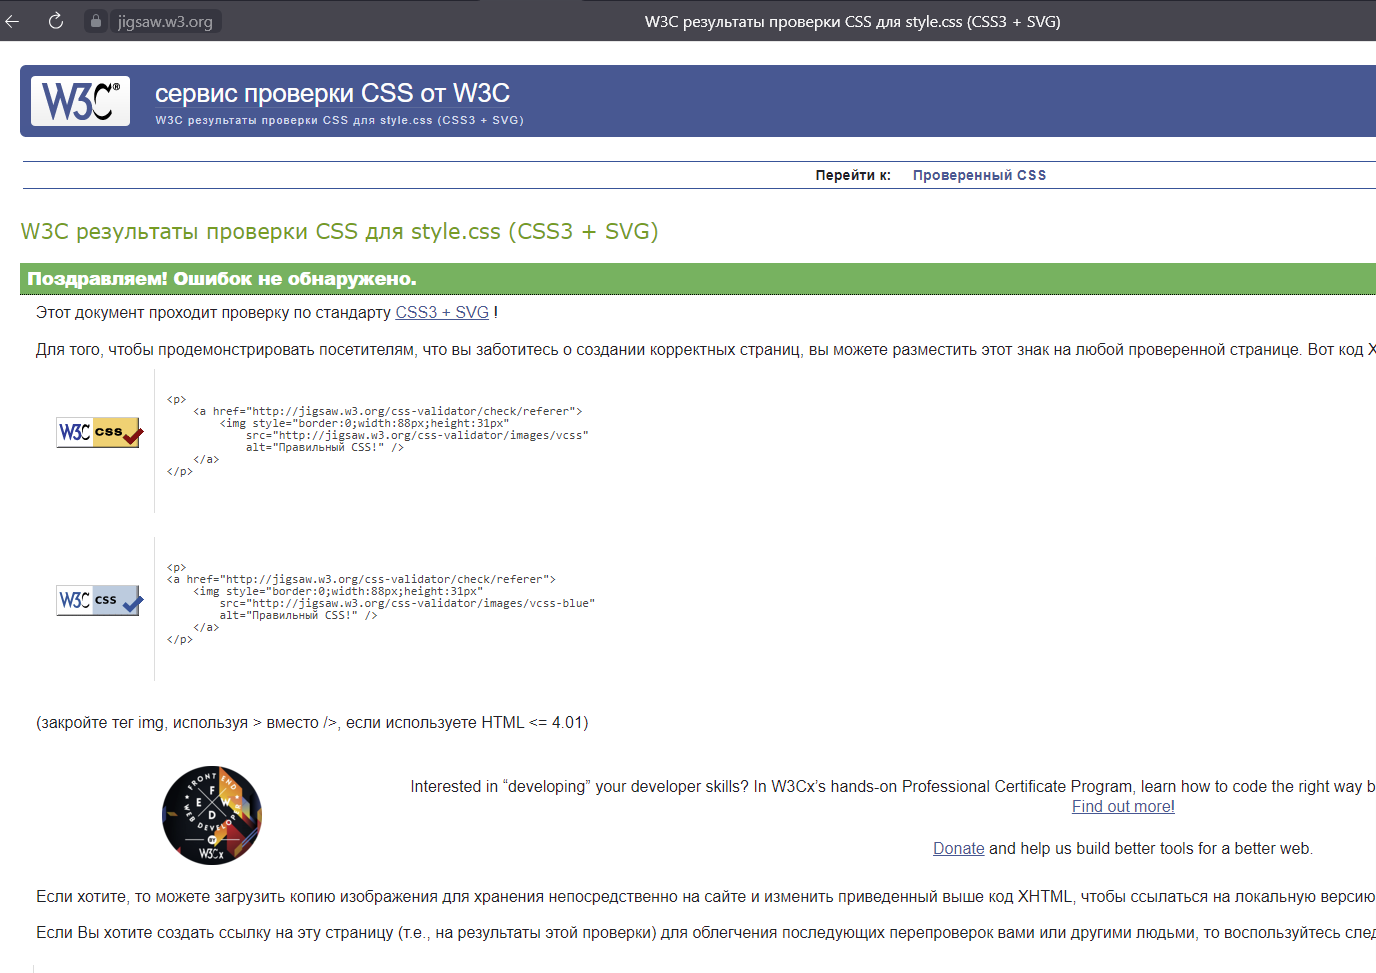 jigsaw.w3.org
W3C результаты проверки CSS для style.css (CSS3 + SVG)
W3C®
сервис проверки CSS от W3C
W3C результаты проверки CSS для style.css (CSS3 + SVG)
Перейти к: Проверенный CSS
W3C результаты проверки CSS для style.css (CSS3 + SVG)
Поздравляем! Ошибок не обнаружено.
Этот документ проходит проверку по стандарту CSS3 + SVG !
Для того, чтобы продемонстрировать посетителям, что вы заботитесь о создании корректных страниц, вы можете разместить этот знак на любой проверенной странице. Вот код X
W3C css
<p>
<a href="http://jigsaw.w3.org/css-validator/check/referer">
<img style="border:0;width:88px;height:31px"
src="http://jigsaw.w3.org/css-validator/images/vcss"
alt="Правильный CSS!" />
</a>
</p>
W3C css
<p>
<a href="http://jigsaw.w3.org/css-validator/check/referer">
<img style="border:0;width:88px;height:31px"
src="http://jigsaw.w3.org/css-validator/images/vcss-blue"
alt="Правильный CSS!" />
</a>
</p>
(закройте тег img, используя > вместо />, если используете HTML <= 4.01)
FRONT END
E F W D
WEB DEVELOPER
BY
W3Cx
Interested in “developing” your developer skills? In W3Cx’s hands-on Professional Certificate Program, learn how to code the right way b
Find out more!
Donate and help us build better tools for a better web.
Если хотите, то можете загрузить копию изображения для хранения непосредственно на сайте и изменить приведенный выше код XHTML, чтобы ссылаться на локальную версию
Если Вы хотите создать ссылку на эту страницу (т.е., на результаты этой проверки) для облегчения последующих перепроверок вами или другими людьми, то воспользуйтесь след